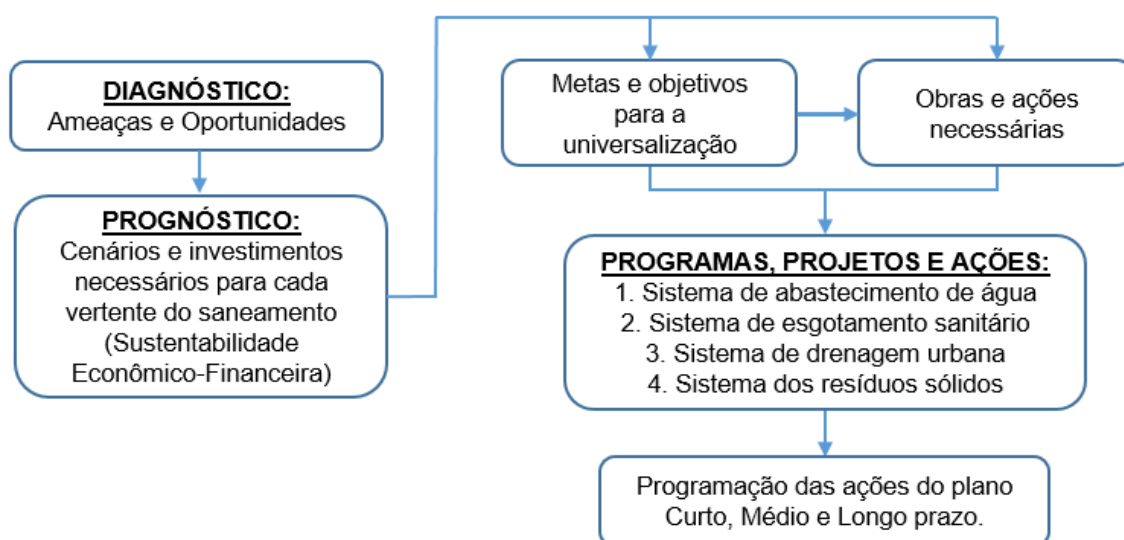 DIAGNÓSTICO:
Ameaças e Oportunidades
PROGNÓSTICO:
Cenários e investimentos
necessários para cada
vertente do saneamento
(Sustentabilidade
Econômico-Financeira)
Metas e objetivos
para a
universalização
Obras e ações
necessárias
PROGRAMAS, PROJETOS E AÇÕES:
1. Sistema de abastecimento de água
2. Sistema de esgotamento sanitário
3. Sistema de drenagem urbana
4. Sistema dos resíduos sólidos
Programação das ações do plano
Curto, Médio e Longo prazo.